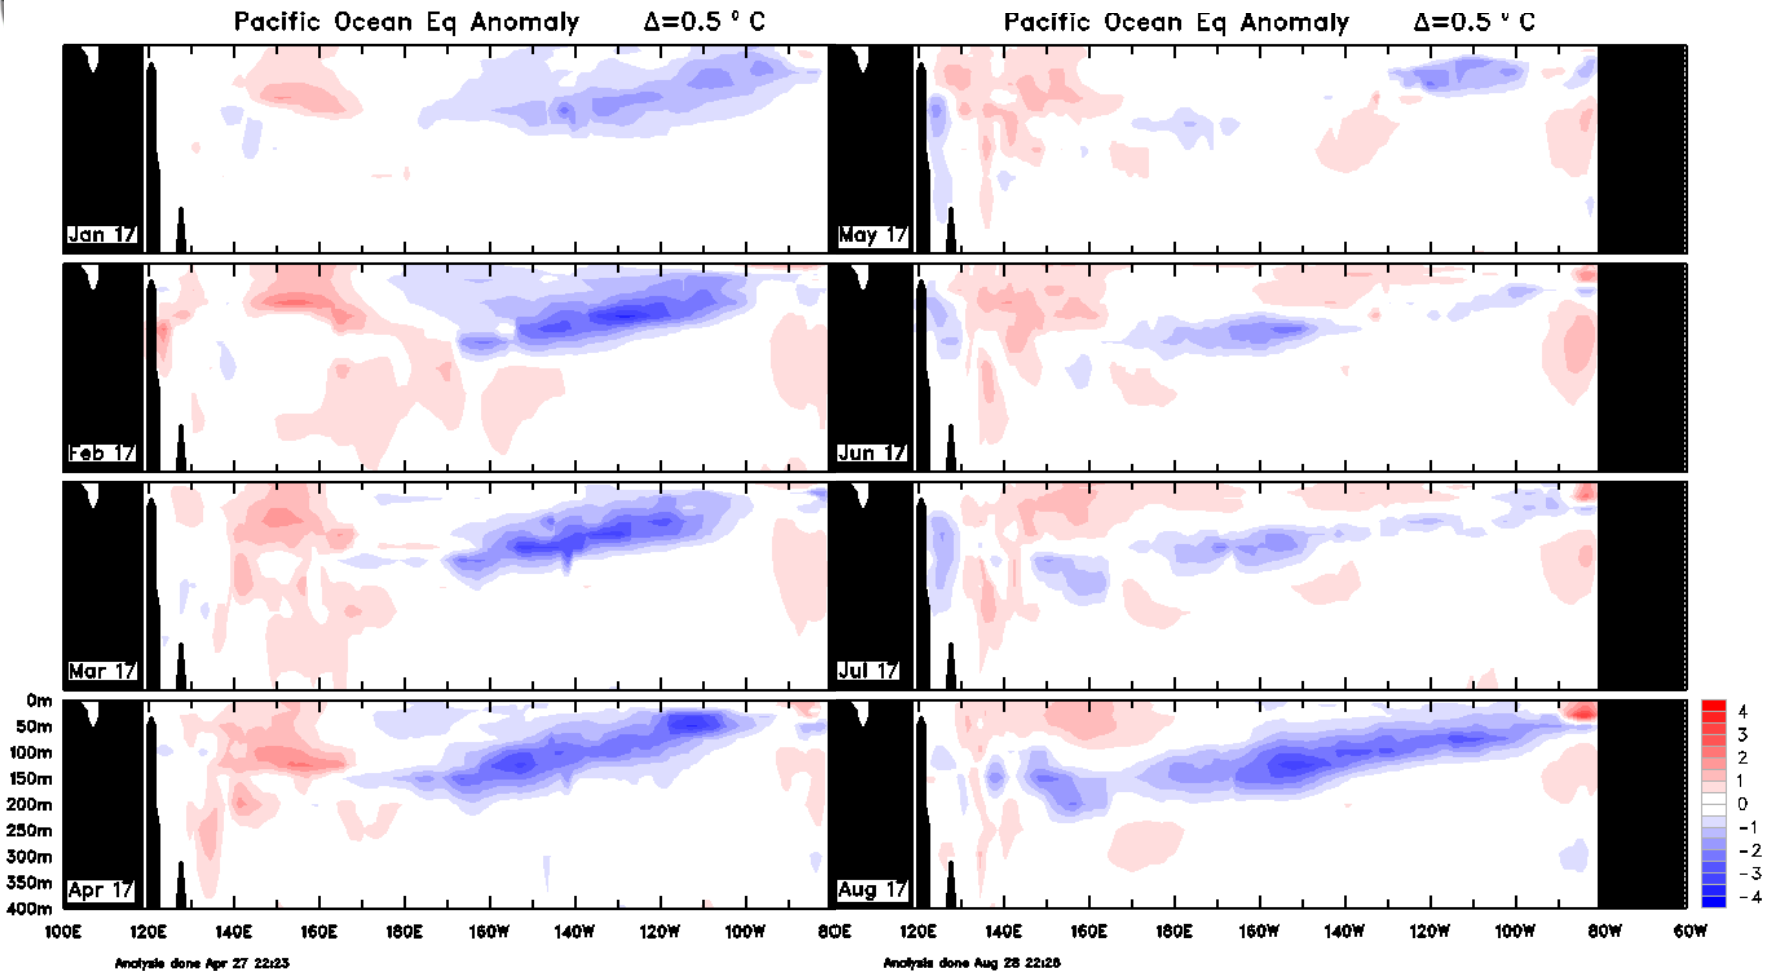 Pacific Ocean Eq Anomaly Δ=0.5 ° C
Pacific Ocean Eq Anomaly Δ=0.5 ° C
Jan 17
May 17
Feb 17
Jun 17
Mar 17
Jul 17
0m
50m
100m
150m
200m
250m
300m
350m
400m
Apr 17
Aug 17
4
3
2
1
0
-1
-2
-3
-4
100E 120E 140E 160E 180E 160W 140W 120W 100W 80E 120E 140E 160E 180E 160W 140W 120W 100W 80W 60W
Analysis done Apr 27 22:23
Analysis done Aug 28 22:26